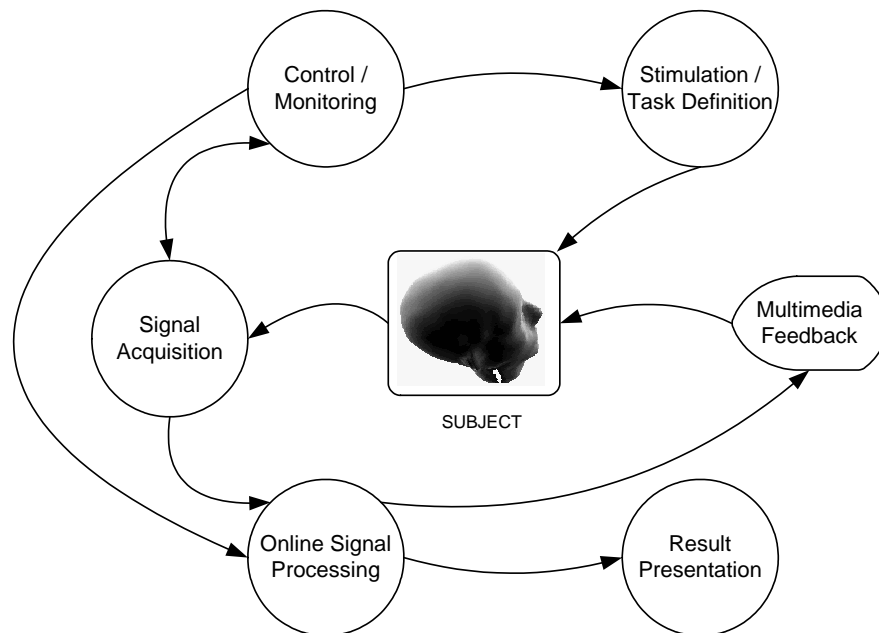 Control /
Monitoring
Stimulation /
Task Definition
Signal
Acquisition
Multimedia
Feedback
SUBJECT
Online Signal
Processing
Result
Presentation